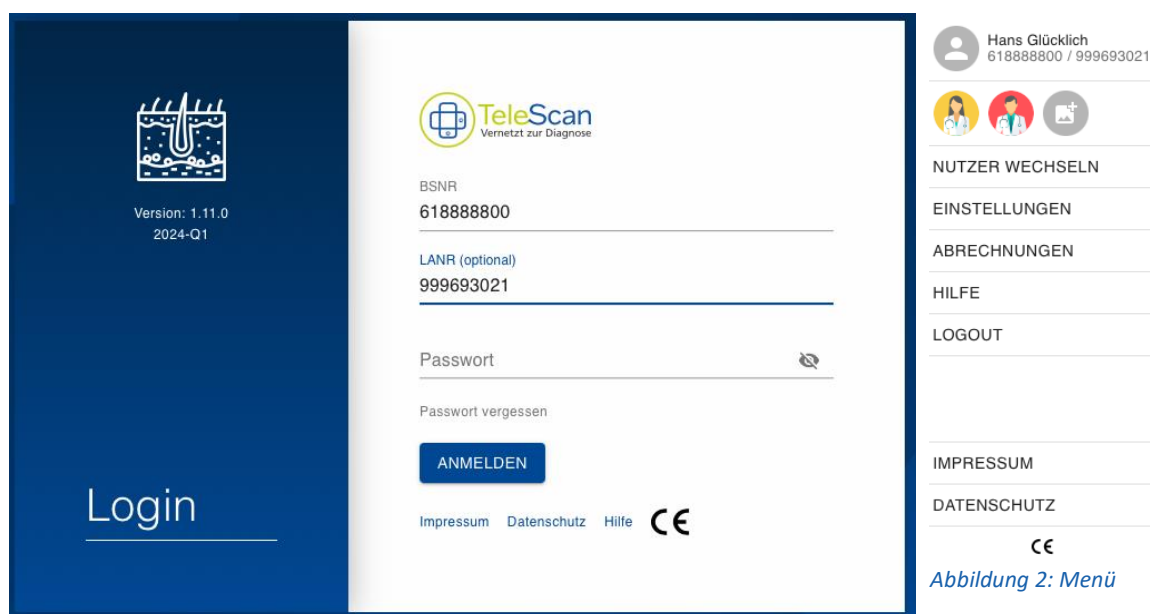 Version: 1.11.0
2024-Q1
Login
TeleScan
Vernetzt zur Diagnose
BSNR
618888800
LANR (optional)
999693021
Passwort
Passwort vergessen
ANMELDEN
Impressum Datenschutz Hilfe CE
Hans Glücklich
618888800 / 999693021
NUTZER WECHSELN
EINSTELLUNGEN
ABRECHNUNGEN
HILFE
LOGOUT
IMPRESSUM
DATENSCHUTZ
CE
Abbildung 2: Menü